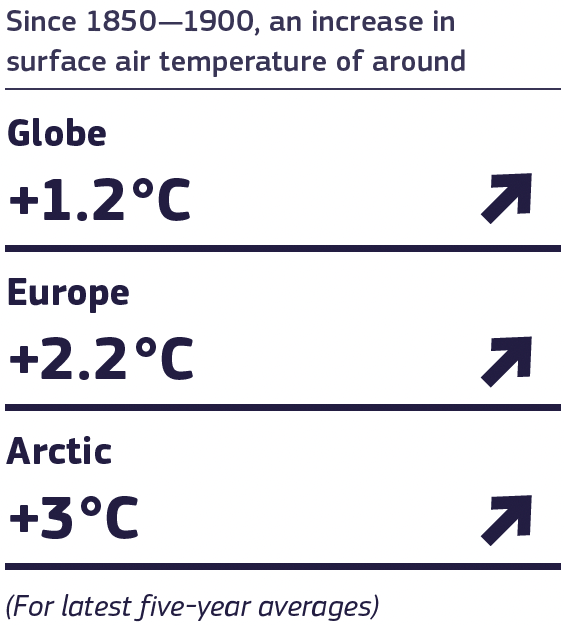 Since 1850—1900, an increase in
surface air temperature of around
Globe
+1.2°C
Europe
+2.2°C
Arctic
+3°C
(For latest five-year averages)